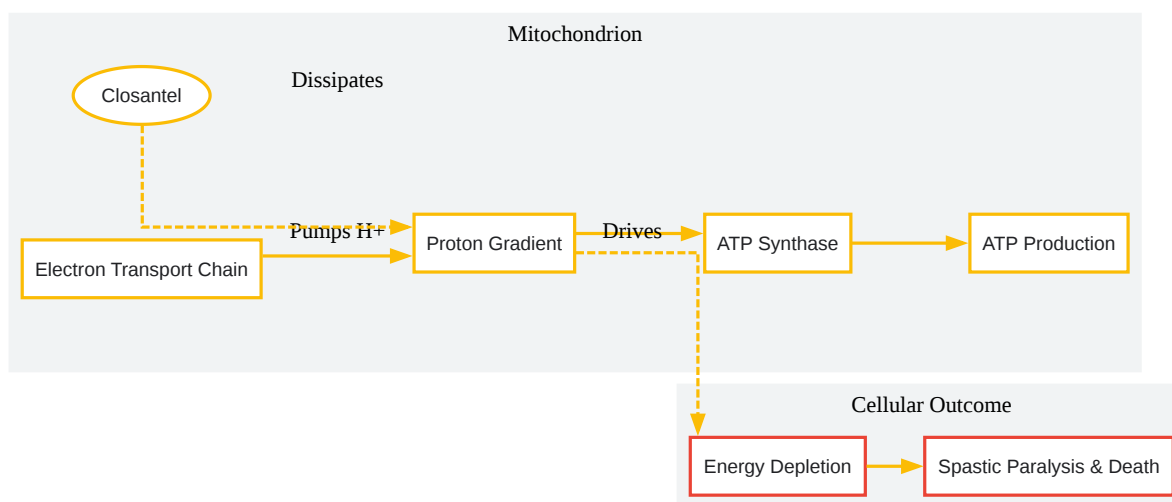 Mitochondrion
Dissipates
Closantel
Pumps H+
Proton Gradient
Drives
ATP Synthase
ATP Production
Electron Transport Chain
Cellular Outcome
Energy Depletion
Spastic Paralysis & Death